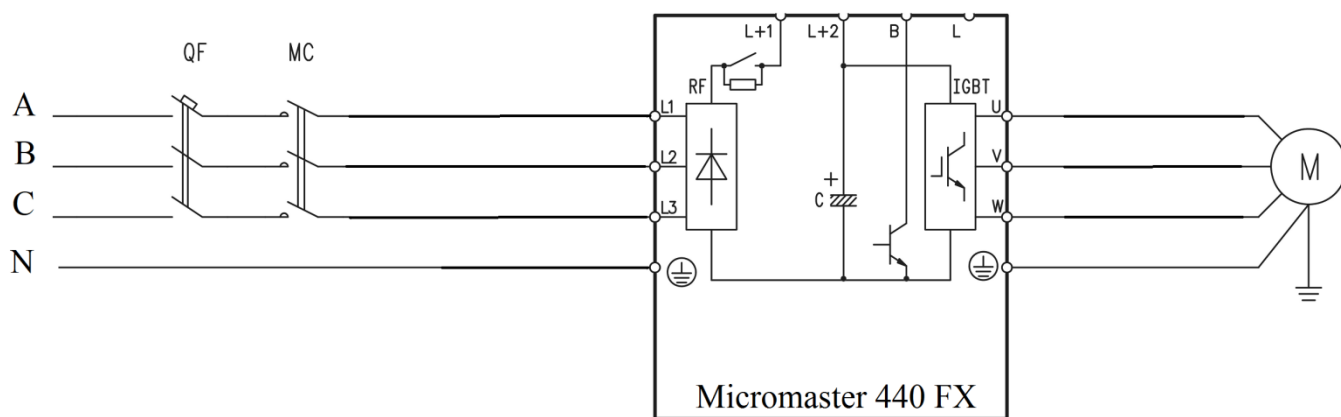 L+1 L+2 B L
QF MC
RF IGBT
A L1 U
B L2 V M
+
C
C L3 W
N
Micromaster 440 FX